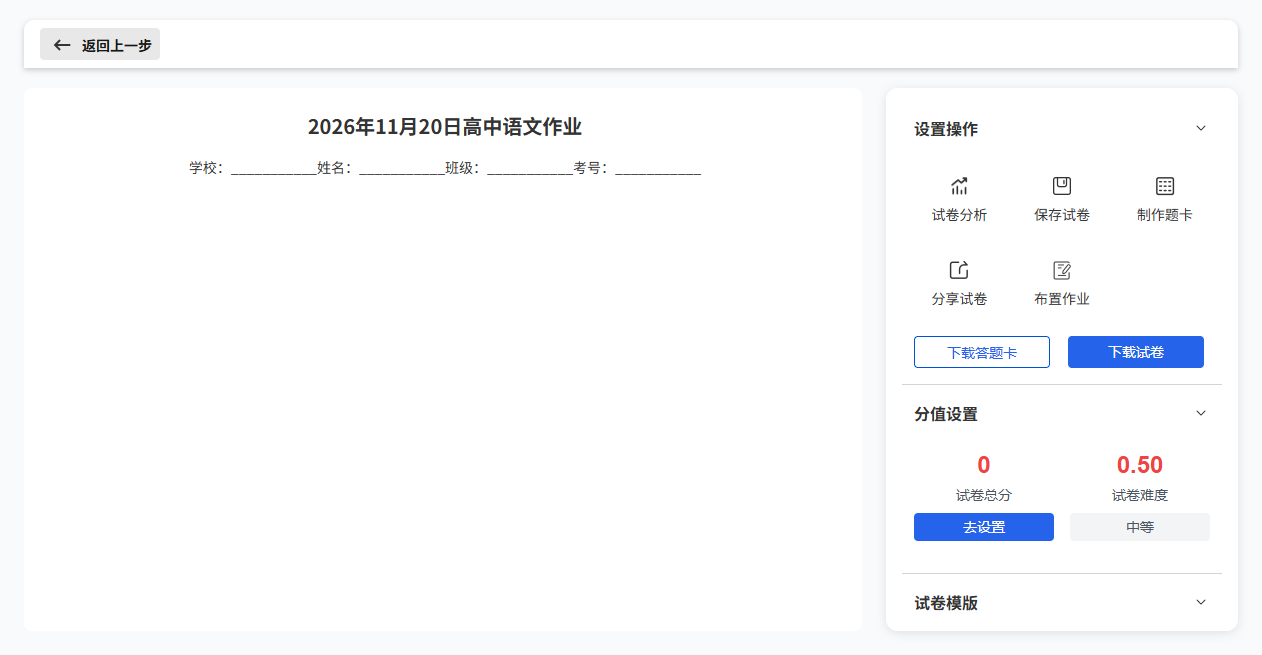 返回上一步
2026年11月20日高中语文作业
学校：___________姓名：___________班级：___________考号：___________
设置操作
试卷分析 保存试卷 制作题卡
分享试卷 布置作业
下载答题卡 下载试卷
分值设置
0 0.50
试卷总分 试卷难度
去设置 中等
试卷模版